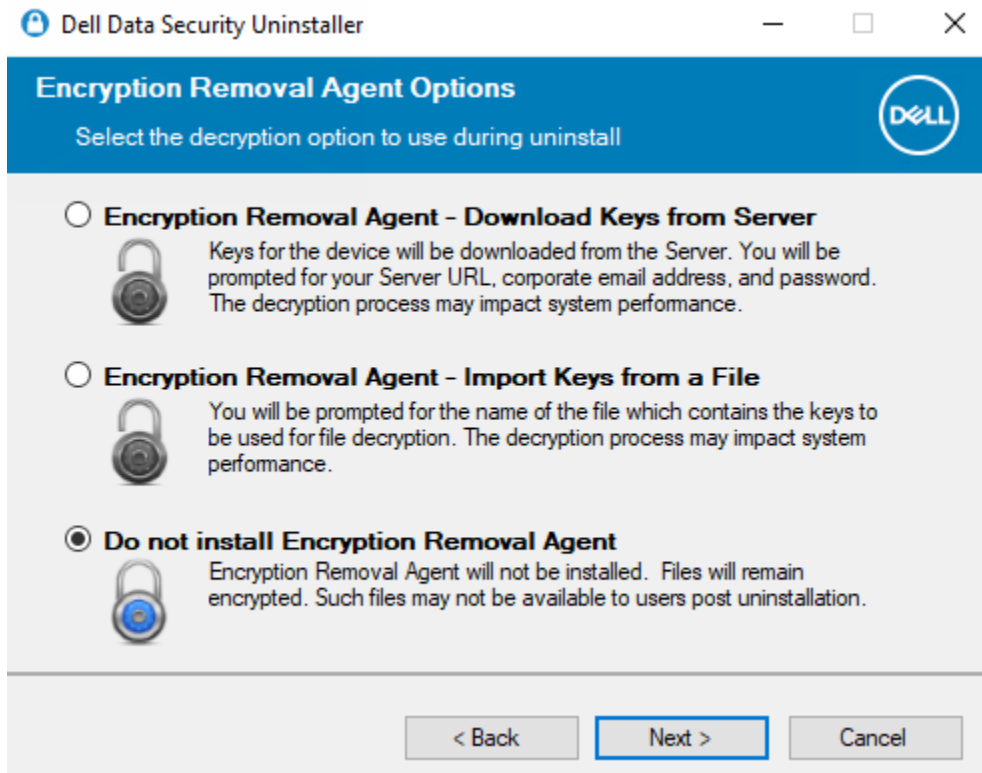 Dell Data Security Uninstaller
Encryption Removal Agent Options
Select the decryption option to use during uninstall
DELL
Encryption Removal Agent - Download Keys from Server
Keys for the device will be downloaded from the Server. You will be
prompted for your Server URL, corporate email address, and password.
The decryption process may impact system performance.
Encryption Removal Agent - Import Keys from a File
You will be prompted for the name of the file which contains the keys to
be used for file decryption. The decryption process may impact system
performance.
Do not install Encryption Removal Agent
Encryption Removal Agent will not be installed.  Files will remain
encrypted. Such files may not be available to users post uninstallation.
< Back
Next >
Cancel